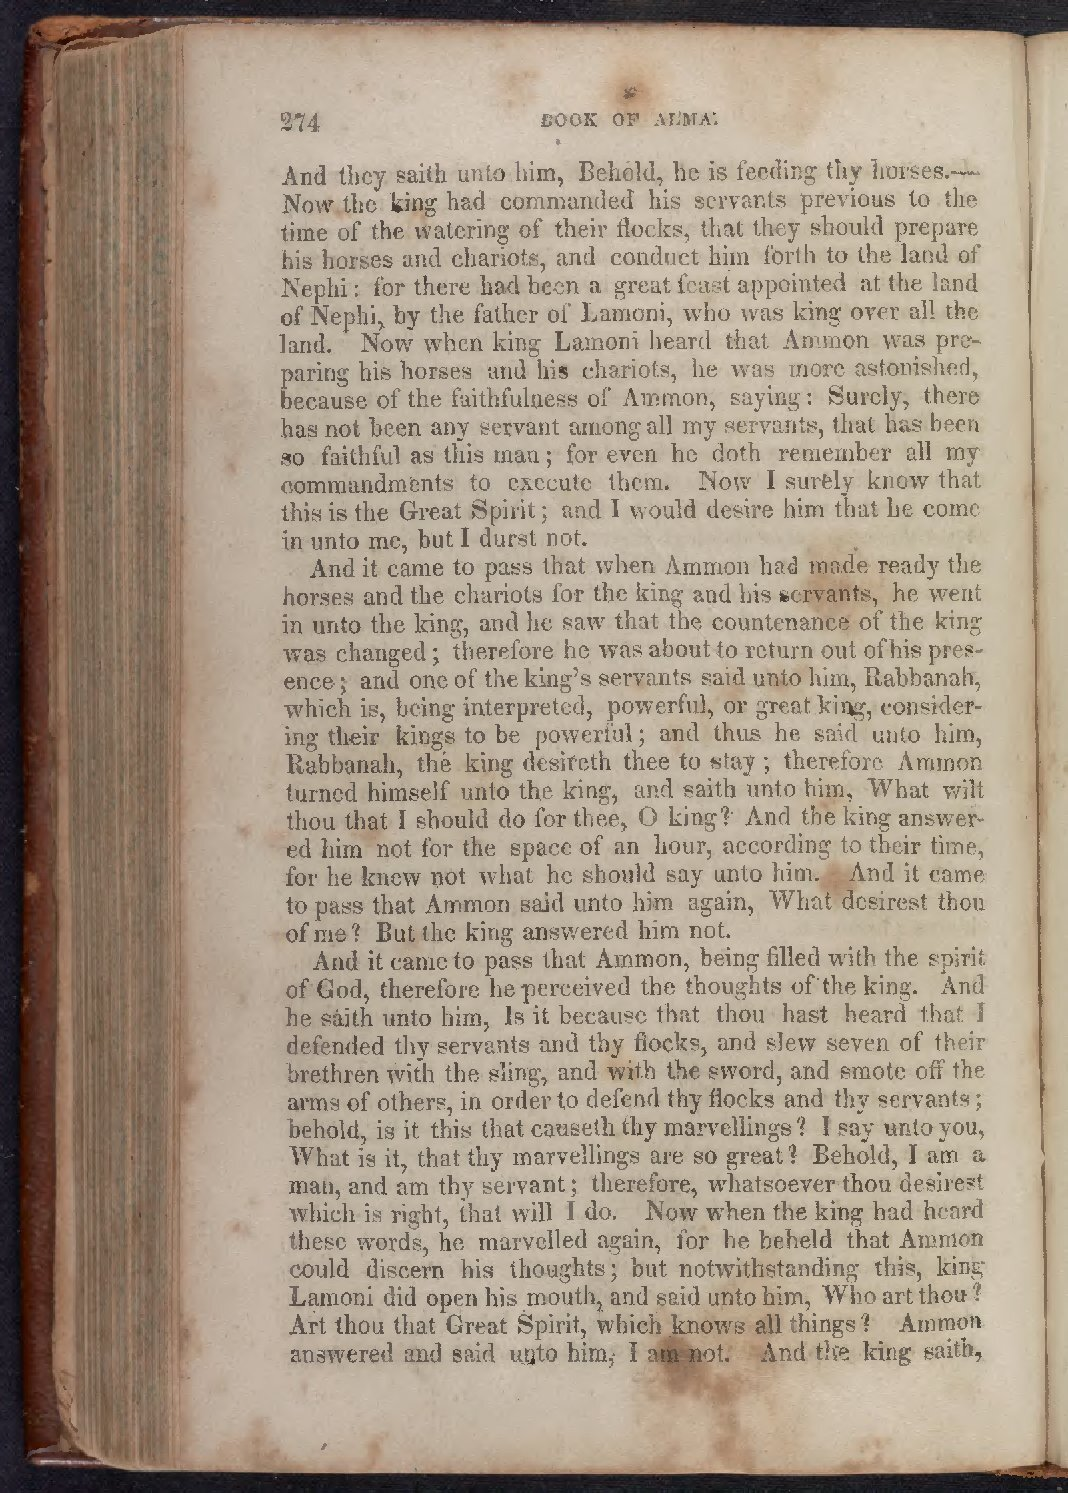 274 BOOK OF ALMA.
And they saith unto him, Behold, he is feeding thy horses.—
Now the king had commanded his servants previous to the
time of the watering of their flocks, that they should prepare
his horses and chariots, and conduct him forth to the land of
Nephi: for there had been a great feast appointed at the land
of Nephi, by the father of Lamoni, who was king over all the
land. Now when king Lamoni heard that Ammon was pre-
paring his horses and his chariots, he was more astonished,
because of the faithfulness of Ammon, saying: Surely, there
has not been any servant among all my servants, that has been
so faithful as this man; for even he doth remember all my
commandments to execute them. Now I surely know that
this is the Great Spirit; and I would desire him that he come
in unto me, but I durst not.
And it came to pass that when Ammon had made ready the
horses and the chariots for the king and his servants, he went
in unto the king, and he saw that the countenance of the king
was changed; therefore he was about to return out of his pres-
ence; and one of the king's servants said unto him, Rabbanah,
which is, being interpreted, powerful, or great king, consider-
ing their kings to be powerful; and thus he said unto him,
Rabbanah, the king desireth thee to stay; therefore Ammon
turned himself unto the king, and saith unto him, What wilt
thou that I should do for thee, O king? And the king answer-
ed him not for the space of an hour, according to their time,
for he knew not what he should say unto him. And it came
to pass that Ammon said unto him again, What desirest thou
of me? But the king answered him not.
And it came to pass that Ammon, being filled with the spirit
of God, therefore he perceived the thoughts of the king. And
he saith unto him, Is it because that thou hast heard that I
defended thy servants and thy flocks, and slew seven of their
brethren with the sling, and with the sword, and smote off the
arms of others, in order to defend thy flocks and thy servants;
behold, is it this that causeth thy marvellings? I say unto you,
What is it, that thy marvellings are so great? Behold, I am a
man, and am thy servant; therefore, whatsoever thou desirest
which is right, that will I do. Now when the king had heard
these words, he marvelled again, for he beheld that Ammon
could discern his thoughts; but notwithstanding this, king
Lamoni did open his mouth, and said unto him, Who art thou?
Art thou that Great Spirit, which knows all things? Ammon
answered and said unto him, I am not. And the king saith,